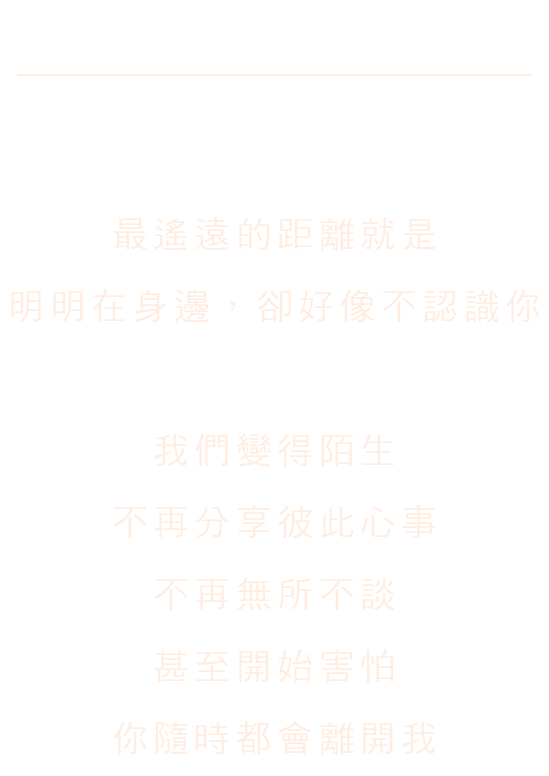 最遙遠的距離就是
明明在身邊，卻好像不認識你
我們變得陌生
不再分享彼此心事
不再無所不談
甚至開始害怕
你隨時都會離開我